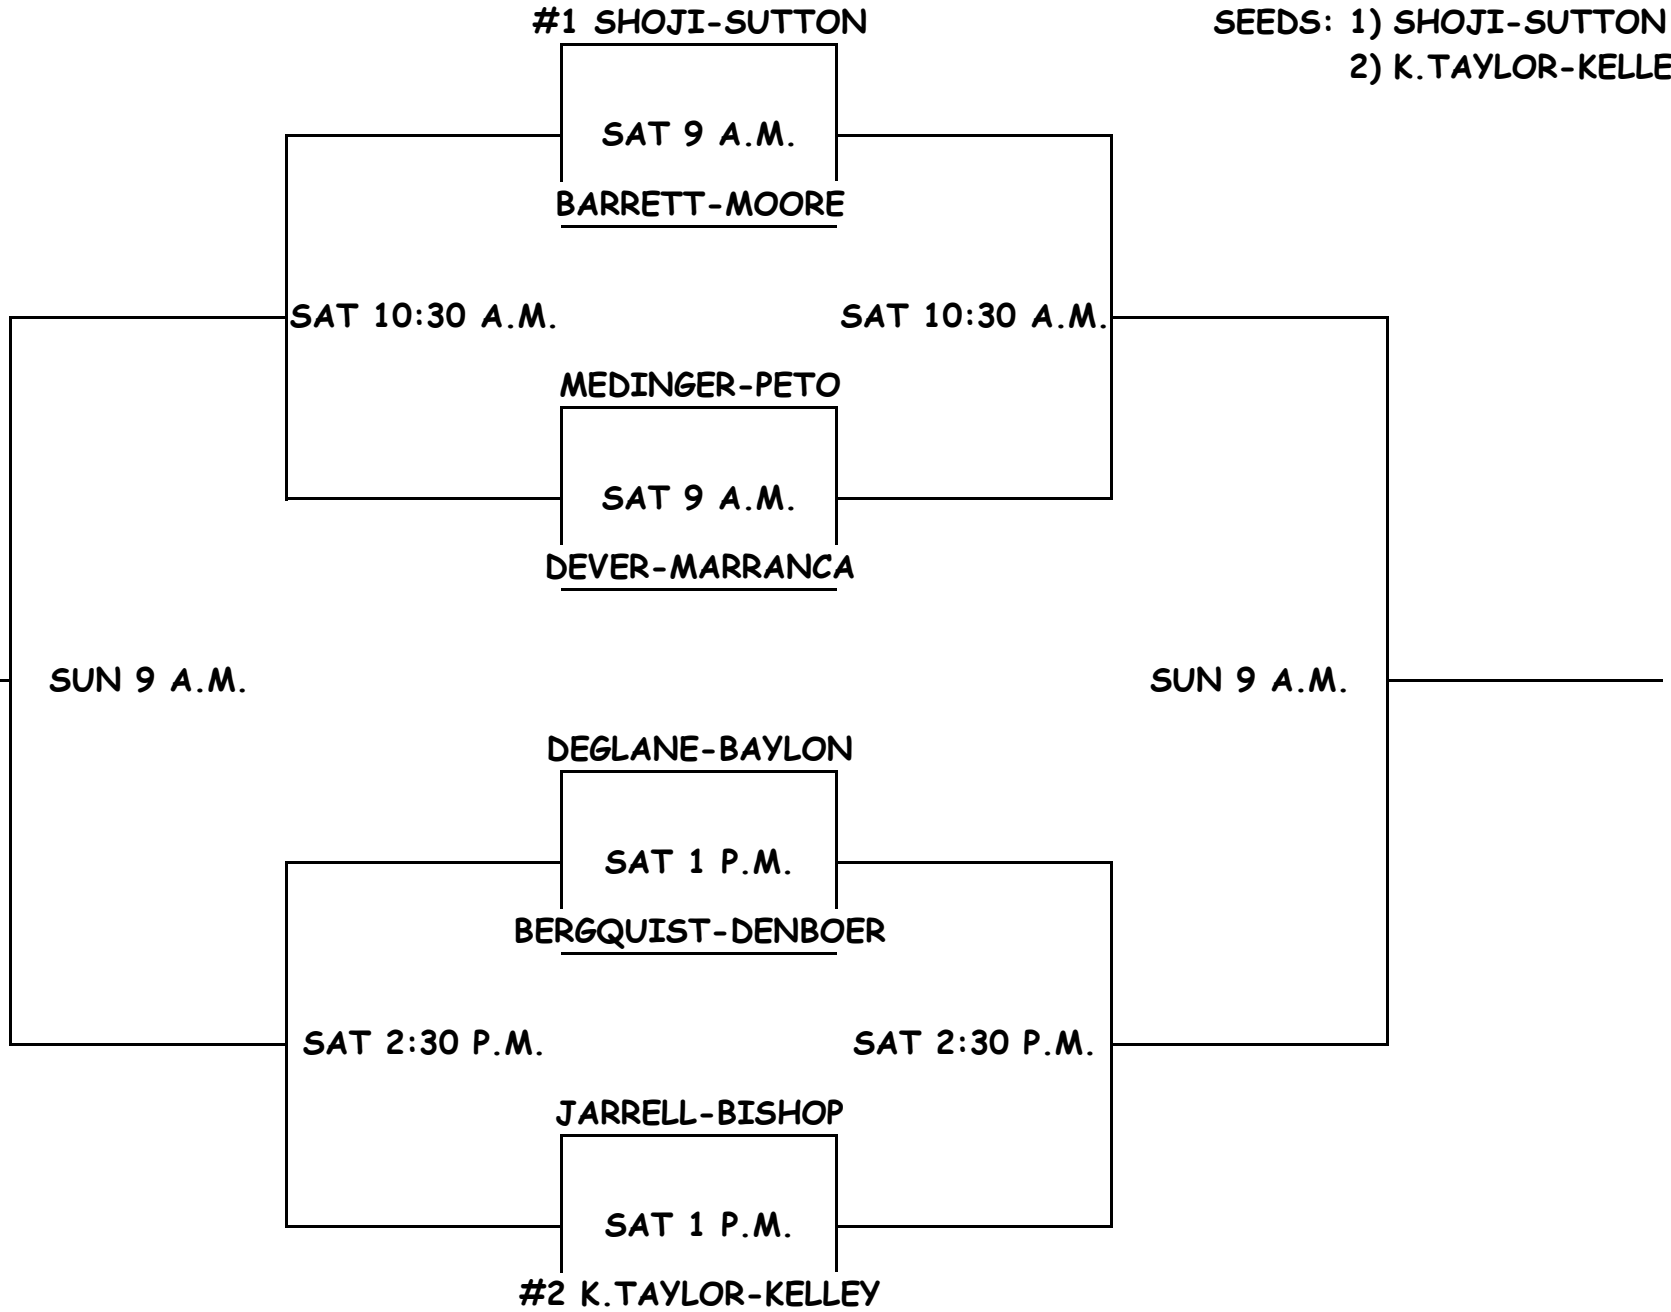 #1 SHOJI-SUTTON
SEEDS: 1) SHOJI-SUTTON
2) K.TAYLOR-KELLE
SAT 9 A.M.
BARRETT-MOORE
SAT 10:30 A.M.
SAT 10:30 A.M.
MEDINGER-PETO
SAT 9 A.M.
DEVER-MARRANCA
SUN 9 A.M.
SUN 9 A.M.
DEGLANE-BAYLON
SAT 1 P.M.
BERGQUIST-DENBOER
SAT 2:30 P.M.
SAT 2:30 P.M.
JARRELL-BISHOP
SAT 1 P.M.
#2 K.TAYLOR-KELLEY